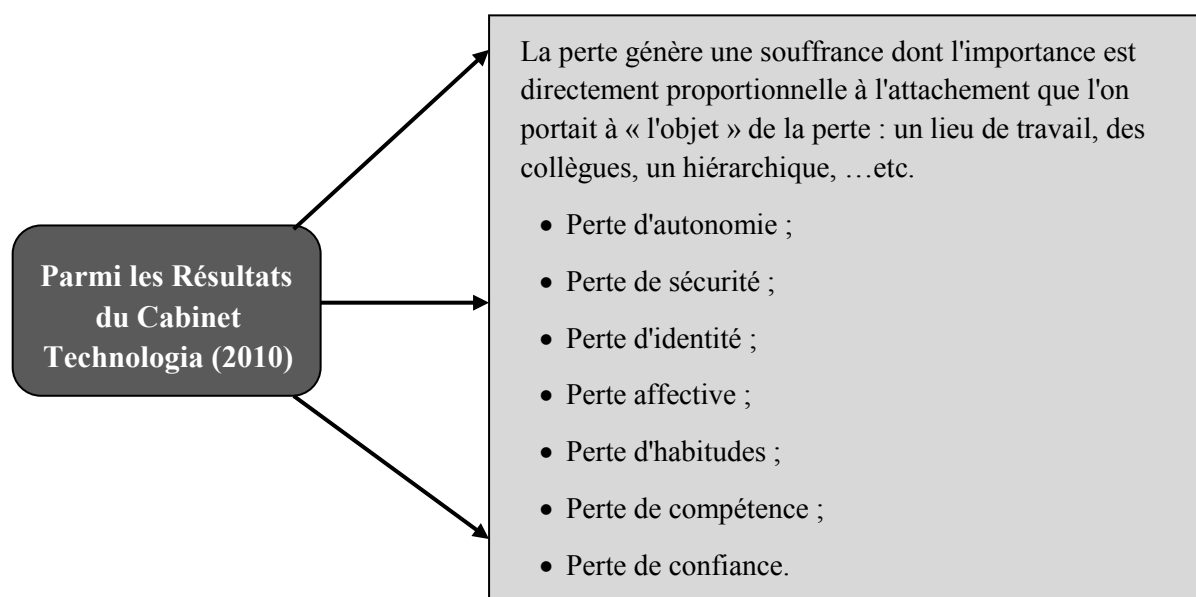 Parmi les Résultats
du Cabinet
Technologia (2010)
La perte génère une souffrance dont l'importance est
directement proportionnelle à l'attachement que l'on
portait à « l'objet » de la perte : un lieu de travail, des
collègues, un hiérarchique, …etc.
• Perte d'autonomie ;
• Perte de sécurité ;
• Perte d'identité ;
• Perte affective ;
• Perte d'habitudes ;
• Perte de compétence ;
• Perte de confiance.